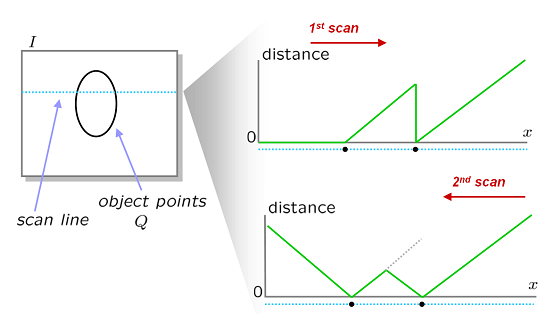 I
scan line
object points
Q
1st scan
distance
0
x
2nd scan
distance
0
x